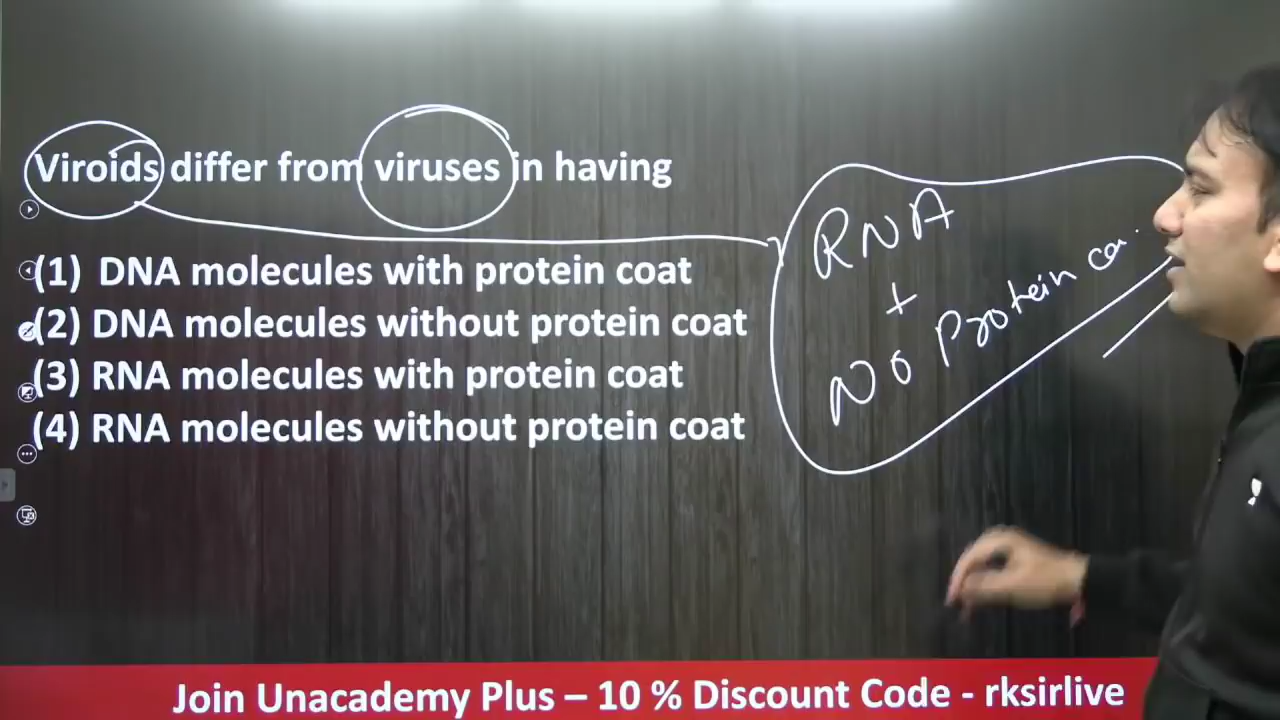 Viroids differ from viruses in having
(1) DNA molecules with protein coat
(2) DNA molecules without protein coat
(3) RNA molecules with protein coat
(4) RNA molecules without protein coat
RNA
+
No Protein
Join Unacademy Plus – 10 % Discount Code - rksirlive